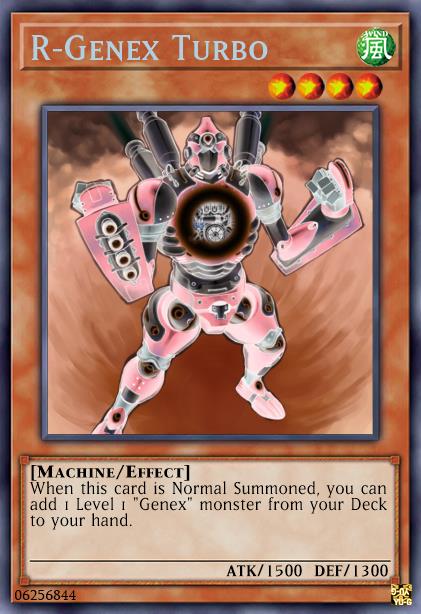 R-Genex Turbo
WIND
風
[Machine/Effect]
When this card is Normal Summoned, you can
add 1 Level 1 "Genex" monster from your Deck
to your hand.
ATK/1500 DEF/1300
06256844